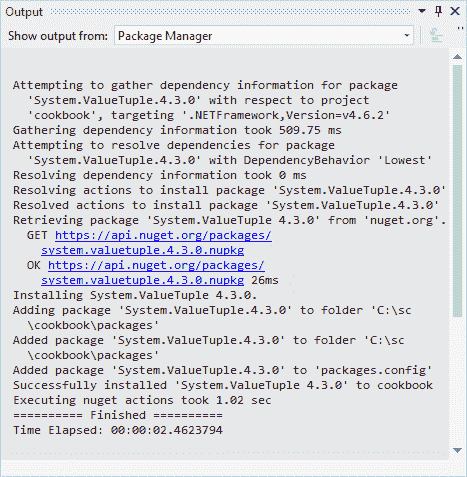 Output
Show output from: Package Manager
Attempting to gather dependency information for package
'System.ValueTuple.4.3.0' with respect to project
'cookbook', targeting '.NETFramework,Version=v4.6.2'
Gathering dependency information took 509.75 ms
Attempting to resolve dependencies for package
'System.ValueTuple.4.3.0' with DependencyBehavior 'Lowest'
Resolving dependency information took 0 ms
Resolving actions to install package 'System.ValueTuple.4.3.0'
Resolved actions to install package 'System.ValueTuple.4.3.0'
Retrieving package 'System.ValueTuple 4.3.0' from 'nuget.org'.
GET https://api.nuget.org/packages/
system.valuetuple.4.3.0.nupkg
OK https://api.nuget.org/packages/
system.valuetuple.4.3.0.nupkg 26ms
Installing System.ValueTuple 4.3.0.
Adding package 'System.ValueTuple.4.3.0' to folder 'C:\sc
\cookbook\packages'
Added package 'System.ValueTuple.4.3.0' to folder 'C:\sc
\cookbook\packages'
Added package 'System.ValueTuple.4.3.0' to 'packages.config'
Successfully installed 'System.ValueTuple 4.3.0' to cookbook
Executing nuget actions took 1.02 sec
========== Finished ==========
Time Elapsed: 00:00:02.4623794